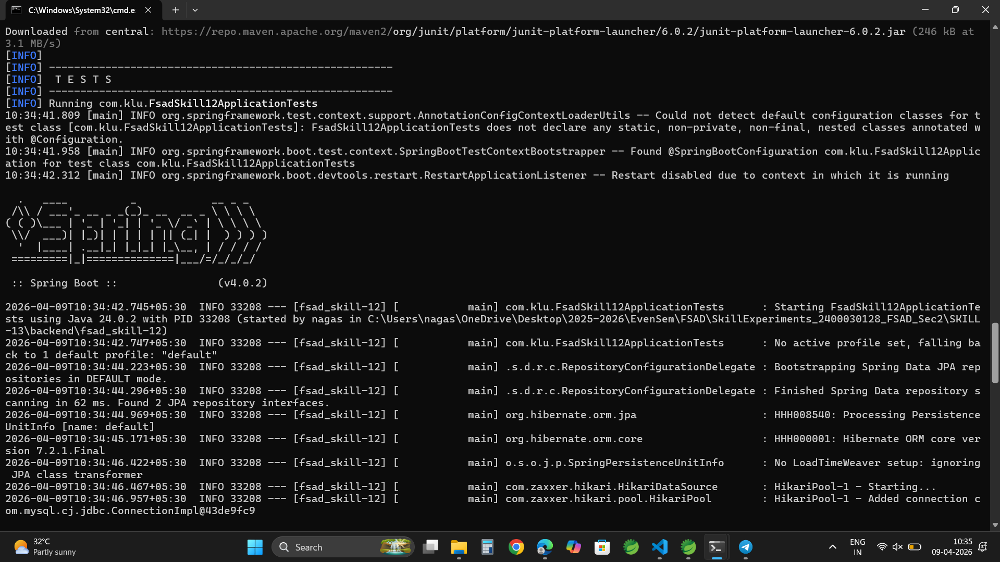 C:\Windows\System32\cmd.e
Downloaded from central: https://repo.maven.apache.org/maven2/org/junit/platform/junit-platform-launcher/6.0.2/junit-platform-launcher-6.0.2.jar (246 kB at
3.1 MB/s)
[INFO]
[INFO] -------------------------------------------------------
[INFO]  T E S T S
[INFO] -------------------------------------------------------
[INFO] Running com.klu.FsadSkill12ApplicationTests
10:34:41.809 [main] INFO org.springframework.test.context.support.AnnotationConfigContextLoaderUtils -- Could not detect default configuration classes for t
est class [com.klu.FsadSkill12ApplicationTests]: FsadSkill12ApplicationTests does not declare any static, non-private, non-final, nested classes annotated w
ith @Configuration.
10:34:41.958 [main] INFO org.springframework.boot.test.context.SpringBootTestContextBootstrapper -- Found @SpringBootConfiguration com.klu.FsadSkill12Applic
ation for test class com.klu.FsadSkill12ApplicationTests
10:34:42.312 [main] INFO org.springframework.boot.devtools.restart.RestartApplicationListener -- Restart disabled due to context in which it is running
  .   ____          _            __ _ _
 /\\ / ___'_ __ _ _(_)_ __  __ _ \ \ \ \
( ( )\___ | '_ | '_| | '_ \/ _` | \ \ \ \
 \\/  ___)| |_)| | | | | || (_| |  ) ) ) )
  '  |____| .__|_| |_|_| |_\__, | / / / /
 =========|_|==============|___/=/_/_/_/
 :: Spring Boot ::                (v4.0.2)
2026-04-09T10:34:42.745+05:30  INFO 33208 --- [fsad_skill-12] [           main] com.klu.FsadSkill12ApplicationTests      : Starting FsadSkill12ApplicationTe
sts using Java 24.0.2 with PID 33208 (started by nagas in C:\Users\nagas\OneDrive\Desktop\2025-2026\EvenSem\FSAD\SkillExperiments_2400030128_FSAD_Sec2\SKILL
-13\backend\fsad_skill-12)
2026-04-09T10:34:42.747+05:30  INFO 33208 --- [fsad_skill-12] [           main] com.klu.FsadSkill12ApplicationTests      : No active profile set, falling ba
ck to 1 default profile: "default"
2026-04-09T10:34:44.223+05:30  INFO 33208 --- [fsad_skill-12] [           main] .s.d.r.c.RepositoryConfigurationDelegate : Bootstrapping Spring Data JPA rep
ositories in DEFAULT mode.
2026-04-09T10:34:44.296+05:30  INFO 33208 --- [fsad_skill-12] [           main] .s.d.r.c.RepositoryConfigurationDelegate : Finished Spring Data repository s
canning in 62 ms. Found 2 JPA repository interfaces.
2026-04-09T10:34:44.969+05:30  INFO 33208 --- [fsad_skill-12] [           main] org.hibernate.orm.jpa                    : HHH008540: Processing Persistence
UnitInfo [name: default]
2026-04-09T10:34:45.171+05:30  INFO 33208 --- [fsad_skill-12] [           main] org.hibernate.orm.core                   : HHH000001: Hibernate ORM core ver
sion 7.2.1.Final
2026-04-09T10:34:46.422+05:30  INFO 33208 --- [fsad_skill-12] [           main] o.s.o.j.p.SpringPersistenceUnitInfo      : No LoadTimeWeaver setup: ignoring
 JPA class transformer
2026-04-09T10:34:46.467+05:30  INFO 33208 --- [fsad_skill-12] [           main] com.zaxxer.hikari.HikariDataSource       : HikariPool-1 - Starting...
2026-04-09T10:34:46.957+05:30  INFO 33208 --- [fsad_skill-12] [           main] com.zaxxer.hikari.pool.HikariPool        : HikariPool-1 - Added connection c
om.mysql.cj.jdbc.ConnectionImpl@43de9fc9
32°C
Partly sunny
Search
ENG
IN
10:35
09-04-2026